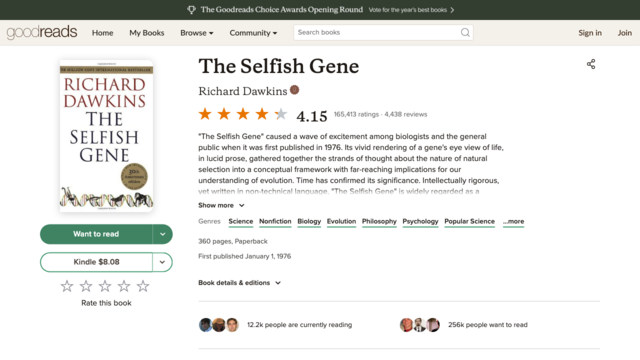 The Goodreads Choice Awards Opening Round Vote for the year's best books
goodreads Home My Books Browse Community Search books Sign in Join
RICHARD
DAWKINS
THE
SELFISH
GENE
The Selfish Gene
Richard Dawkins
4.15 165,413 ratings · 4,438 reviews
"The Selfish Gene" caused a wave of excitement among biologists and the general
public when it was first published in 1976. Its vivid rendering of a gene's eye view of life,
in lucid prose, gathered together the strands of thought about the nature of natural
selection into a conceptual framework with far-reaching implications for our
understanding of evolution. Time has confirmed its significance. Intellectually rigorous,
yet written in non-technical language, "The Selfish Gene" is widely regarded as a
Show more
Genres Science Nonfiction Biology Evolution Philosophy Psychology Popular Science ...more
360 pages, Paperback
First published January 1, 1976
Book details & editions
Want to read
Kindle $8.08
Rate this book
12.2k people are currently reading
256k people want to read